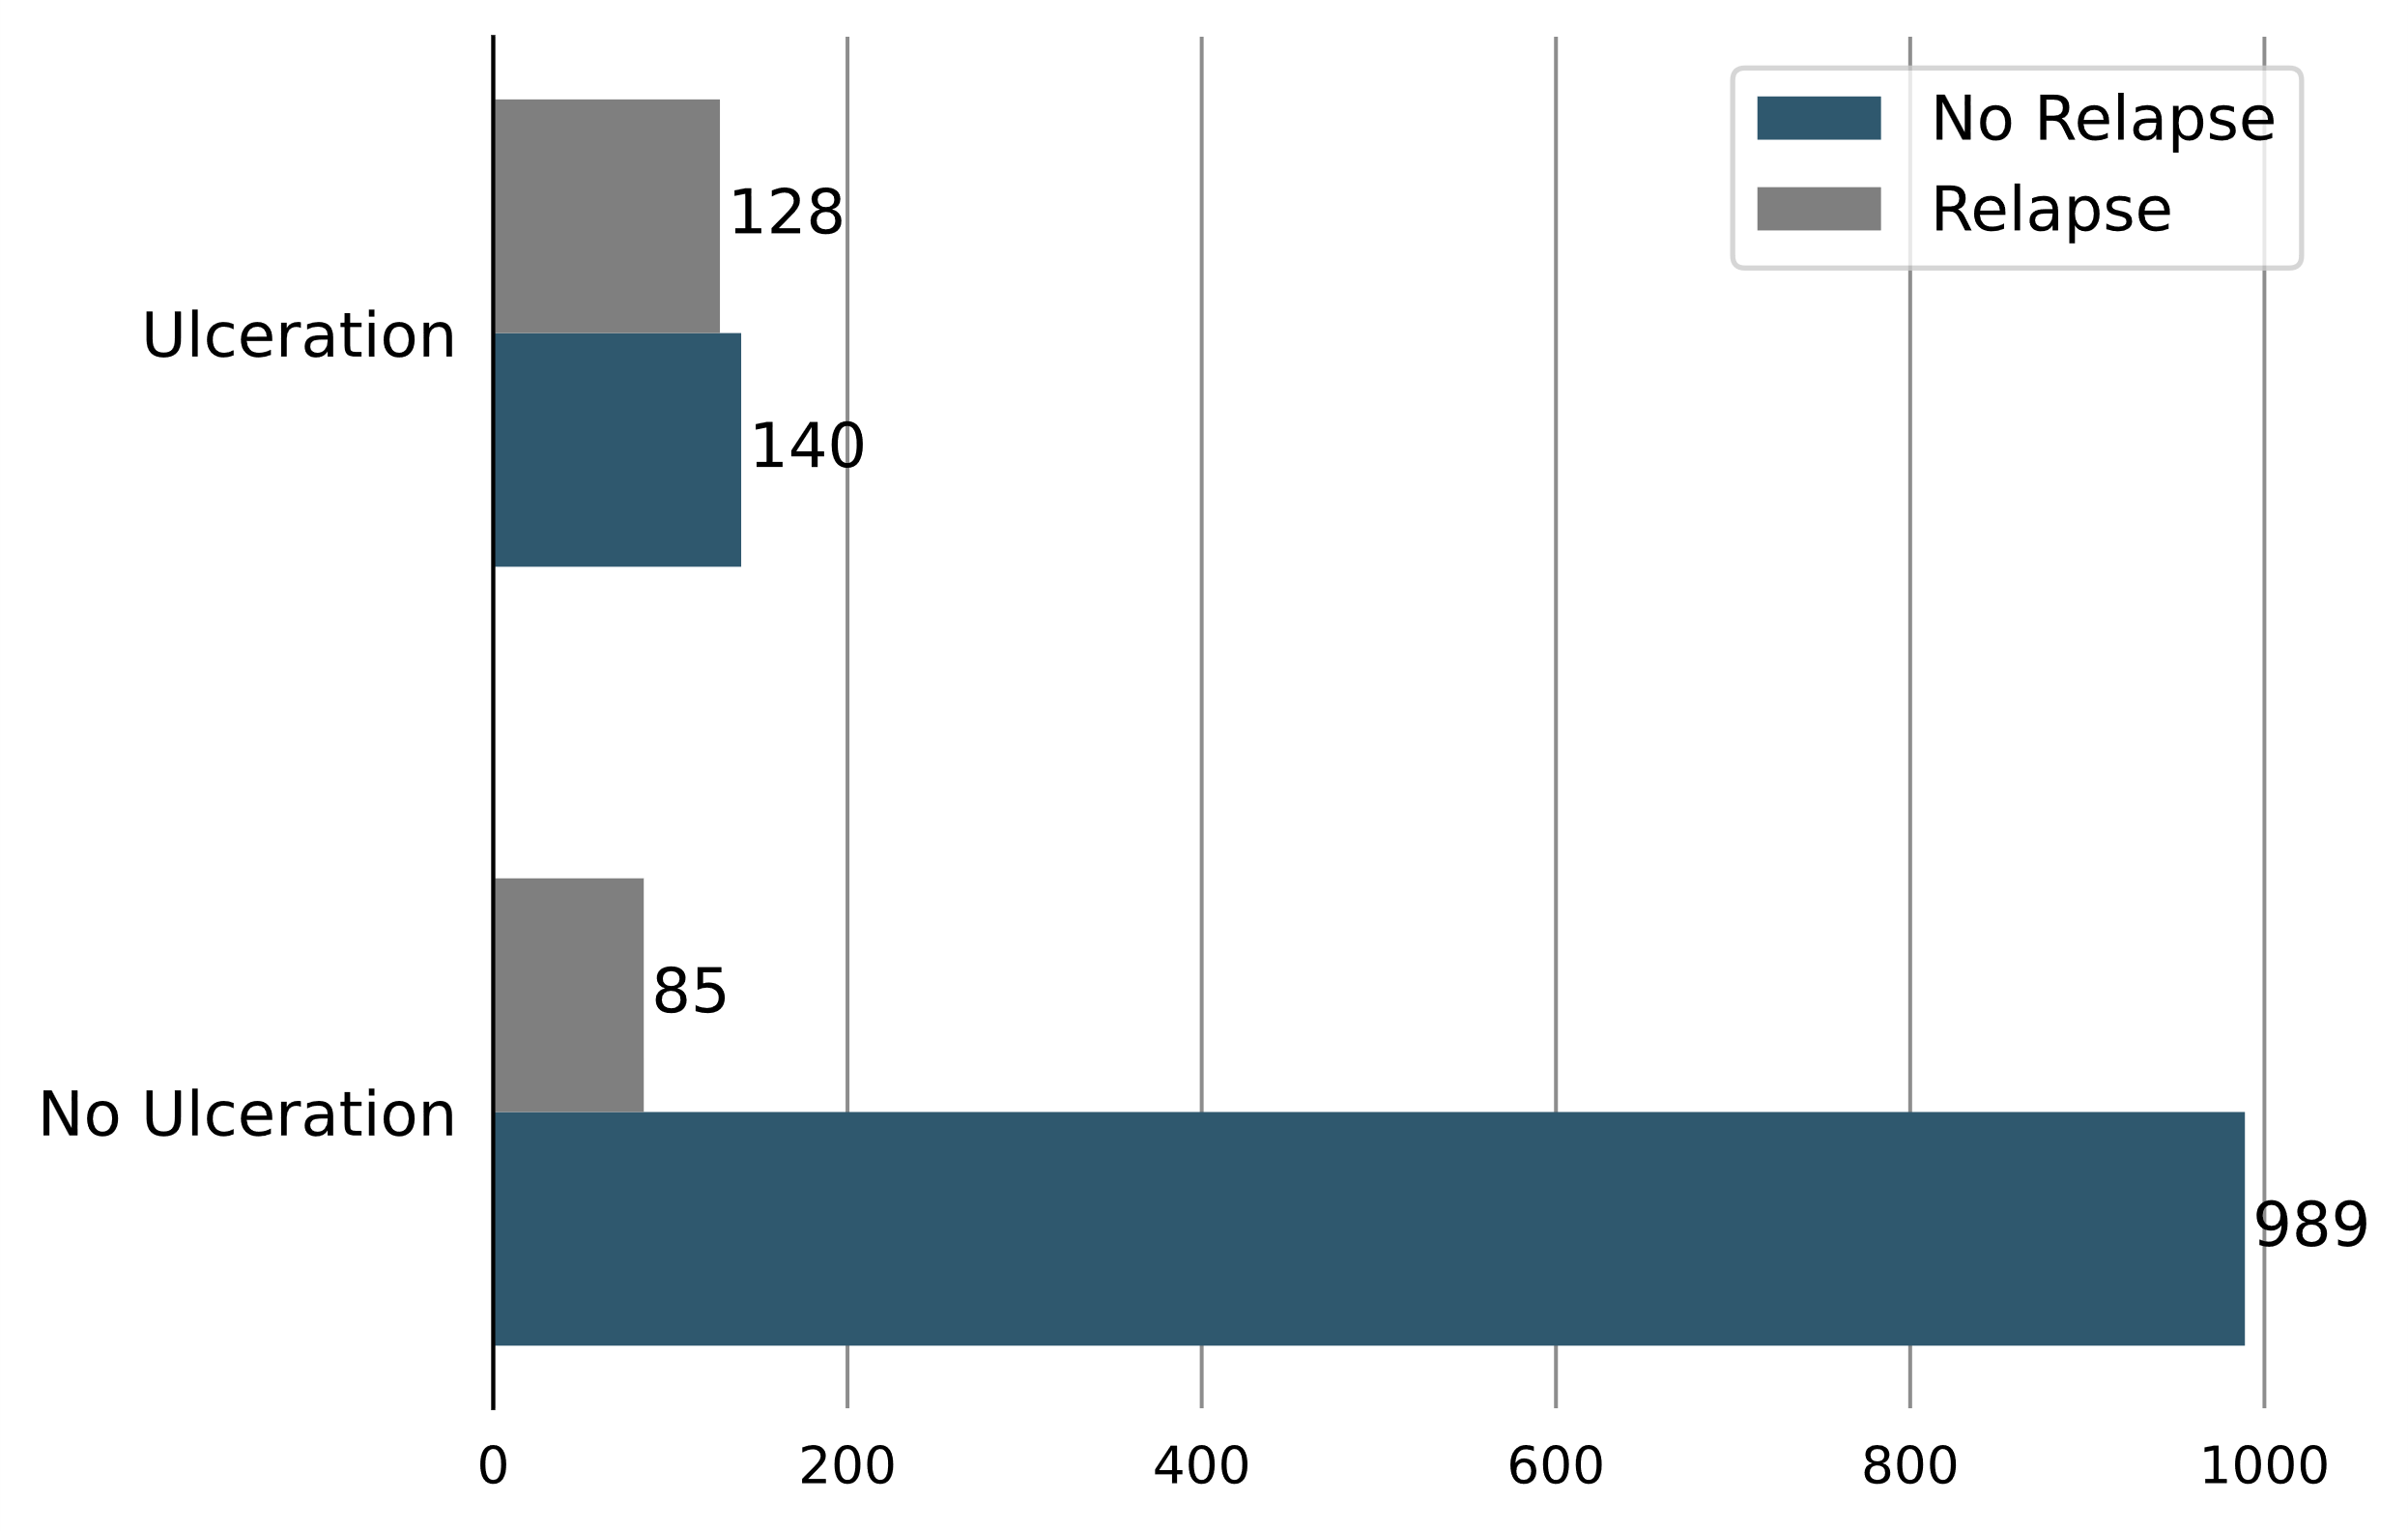 No Relapse
Relapse
128
Ulceration
140
85
No Ulceration
989
0 200 400 600 800 1000